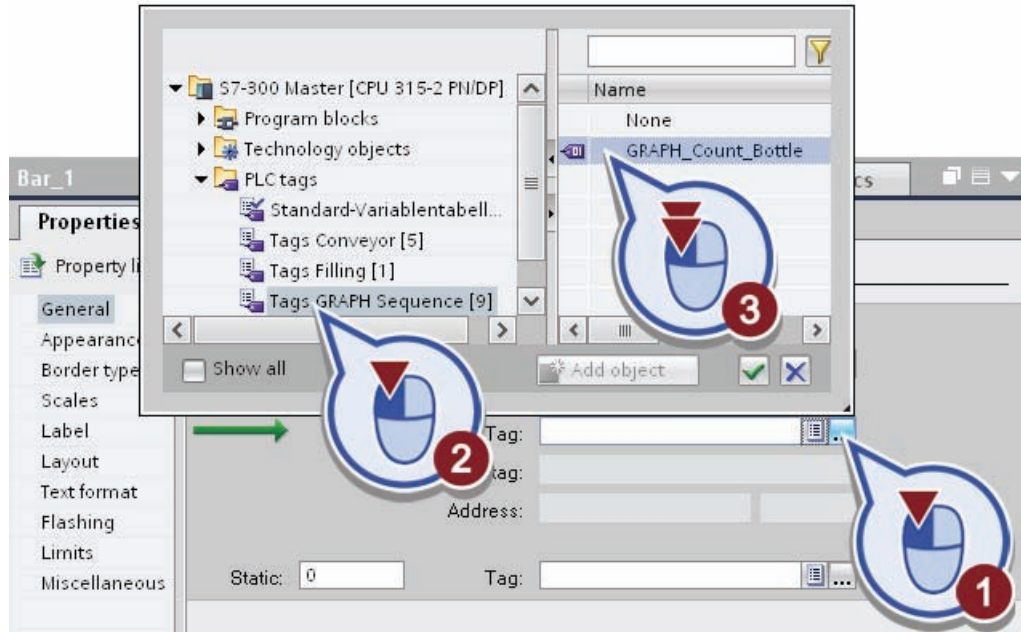 S7-300 Master [CPU 315-2 PN/DP]
Program blocks
Technology objects
PLC tags
Standard-Variablentabell...
Tags Conveyor [5]
Tags Filling [1]
Tags GRAPH Sequence [9]
Name
None
GRAPH_Count_Bottle
3
Show all
Add object
2
Bar_1
cs
Properties
Property li
General
Appearanc
Border type
Scales
Label
Layout
Text format
Flashing
Limits
Miscellaneous
Tag:
...
tag:
Address:
Static: 0 Tag: ...
1